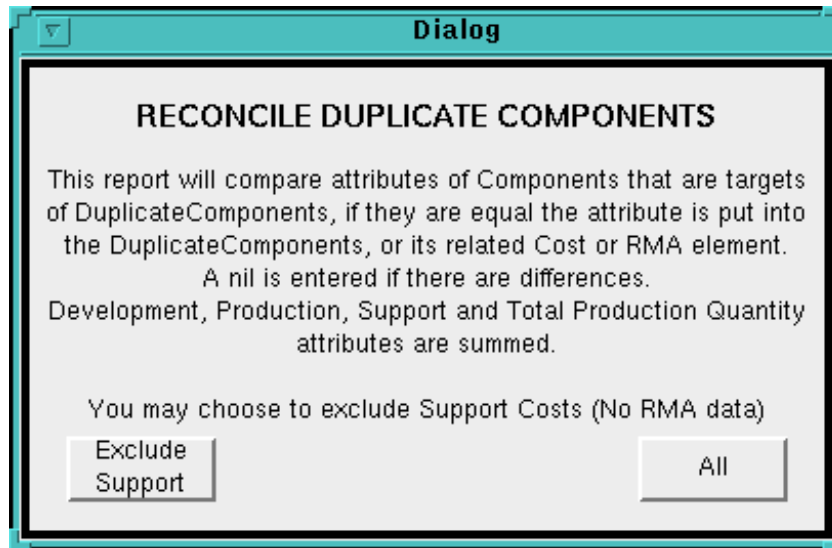 Dialog
RECONCILE DUPLICATE COMPONENTS
This report will compare attributes of Components that are targets
of DuplicateComponents, if they are equal the attribute is put into
the DuplicateComponents, or its related Cost or RMA element.
A nil is entered if there are differences.
Development, Production, Support and Total Production Quantity
attributes are summed.
You may choose to exclude Support Costs (No RMA data)
Exclude
Support
All